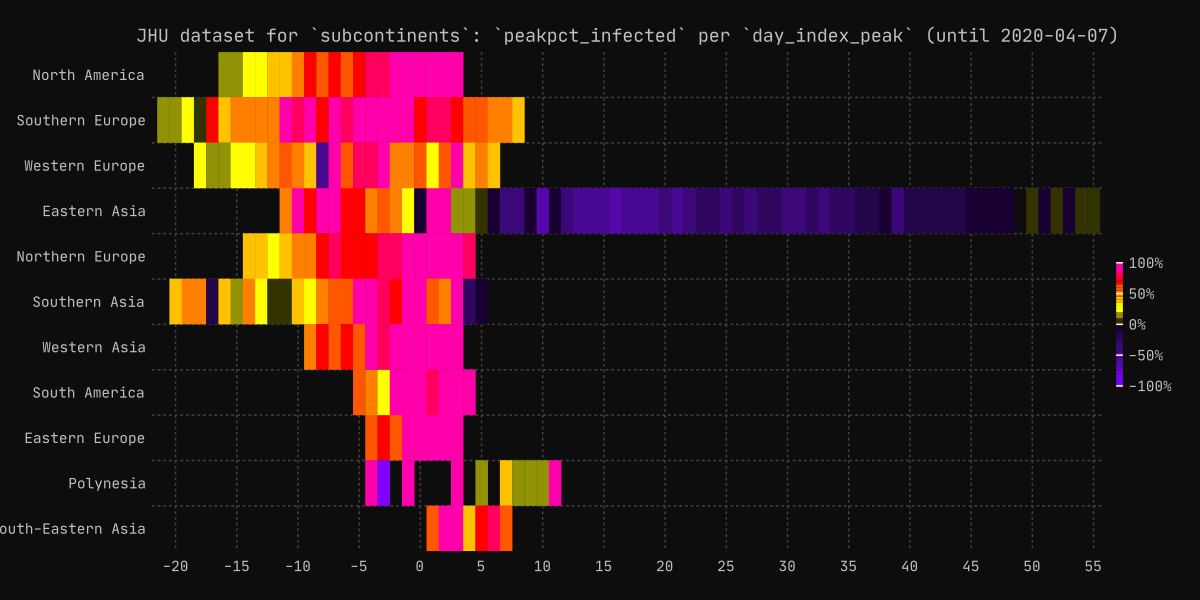 JHU dataset for `subcontinents`: `peakpct_infected` per `day_index_peak` (until 2020-04-07)
North America
Southern Europe
Western Europe
Eastern Asia
Northern Europe
Southern Asia
Western Asia
South America
Eastern Europe
Polynesia
outh-Eastern Asia
100%
50%
0%
-50%
-100%
-20 -15 -10 -5 0 5 10 15 20 25 30 35 40 45 50 55